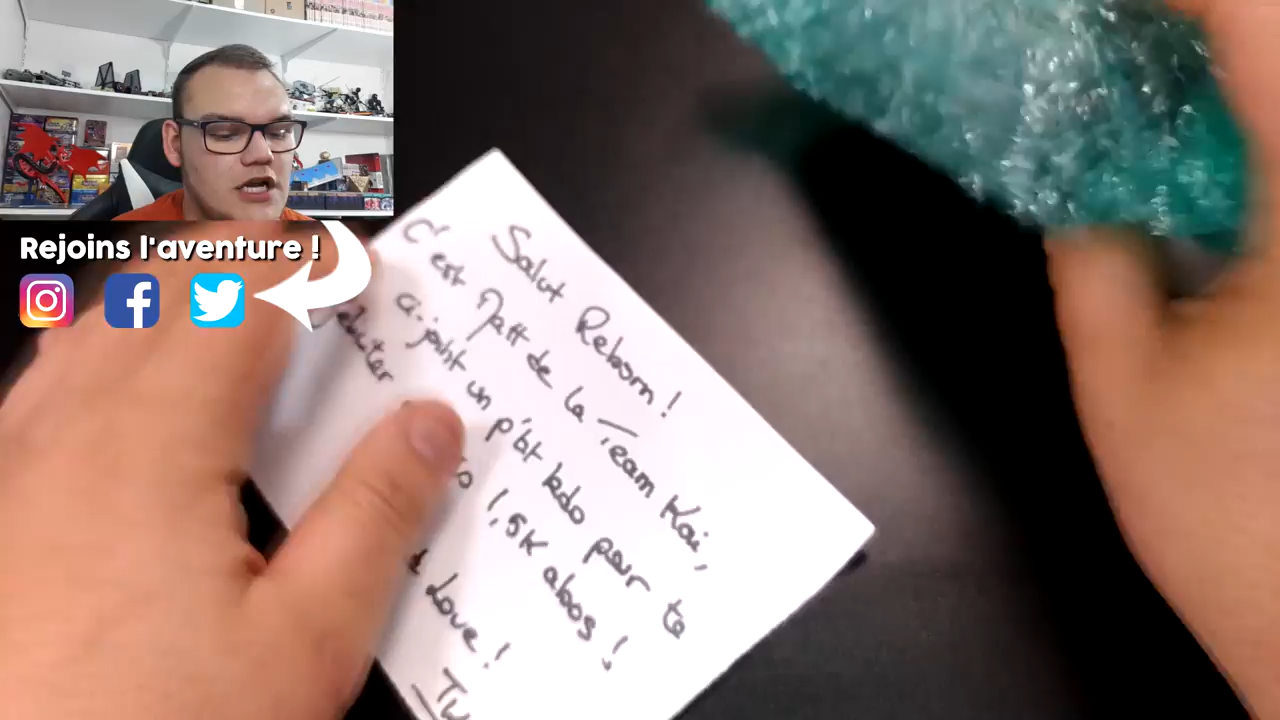 Rejoins l'aventure !
Salut Reborn !
C'est Matt de la Team Kai,
ci-joint un p'tit kdo pour te
1,5K abos !
Love !